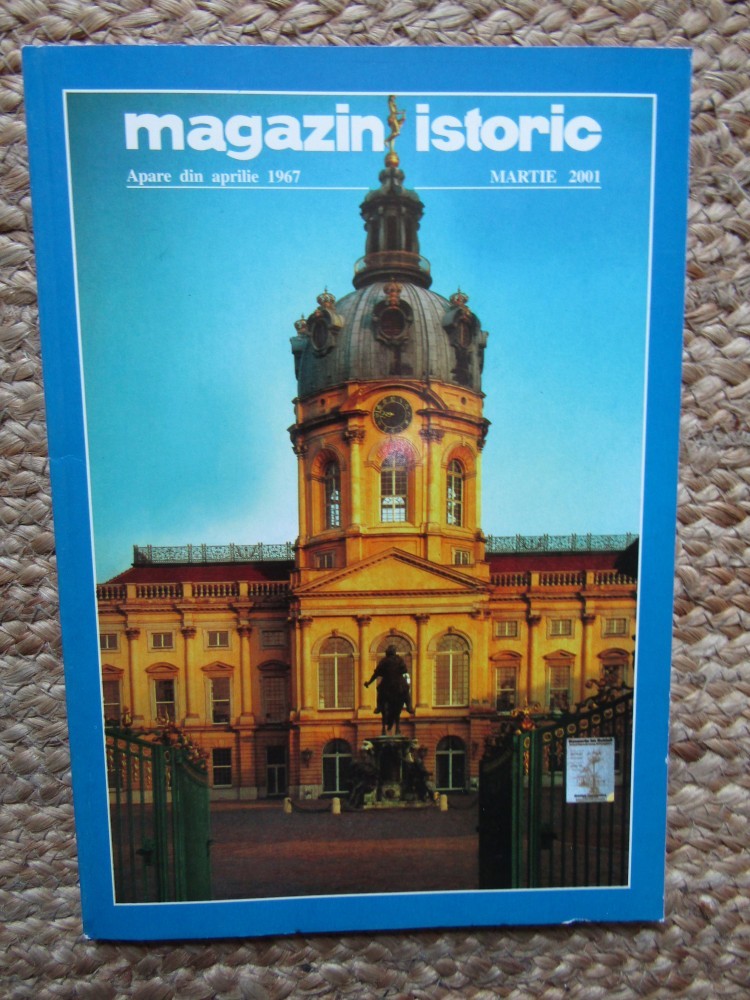 magazin istoric
Apare din aprilie 1967 MARTIE 2001